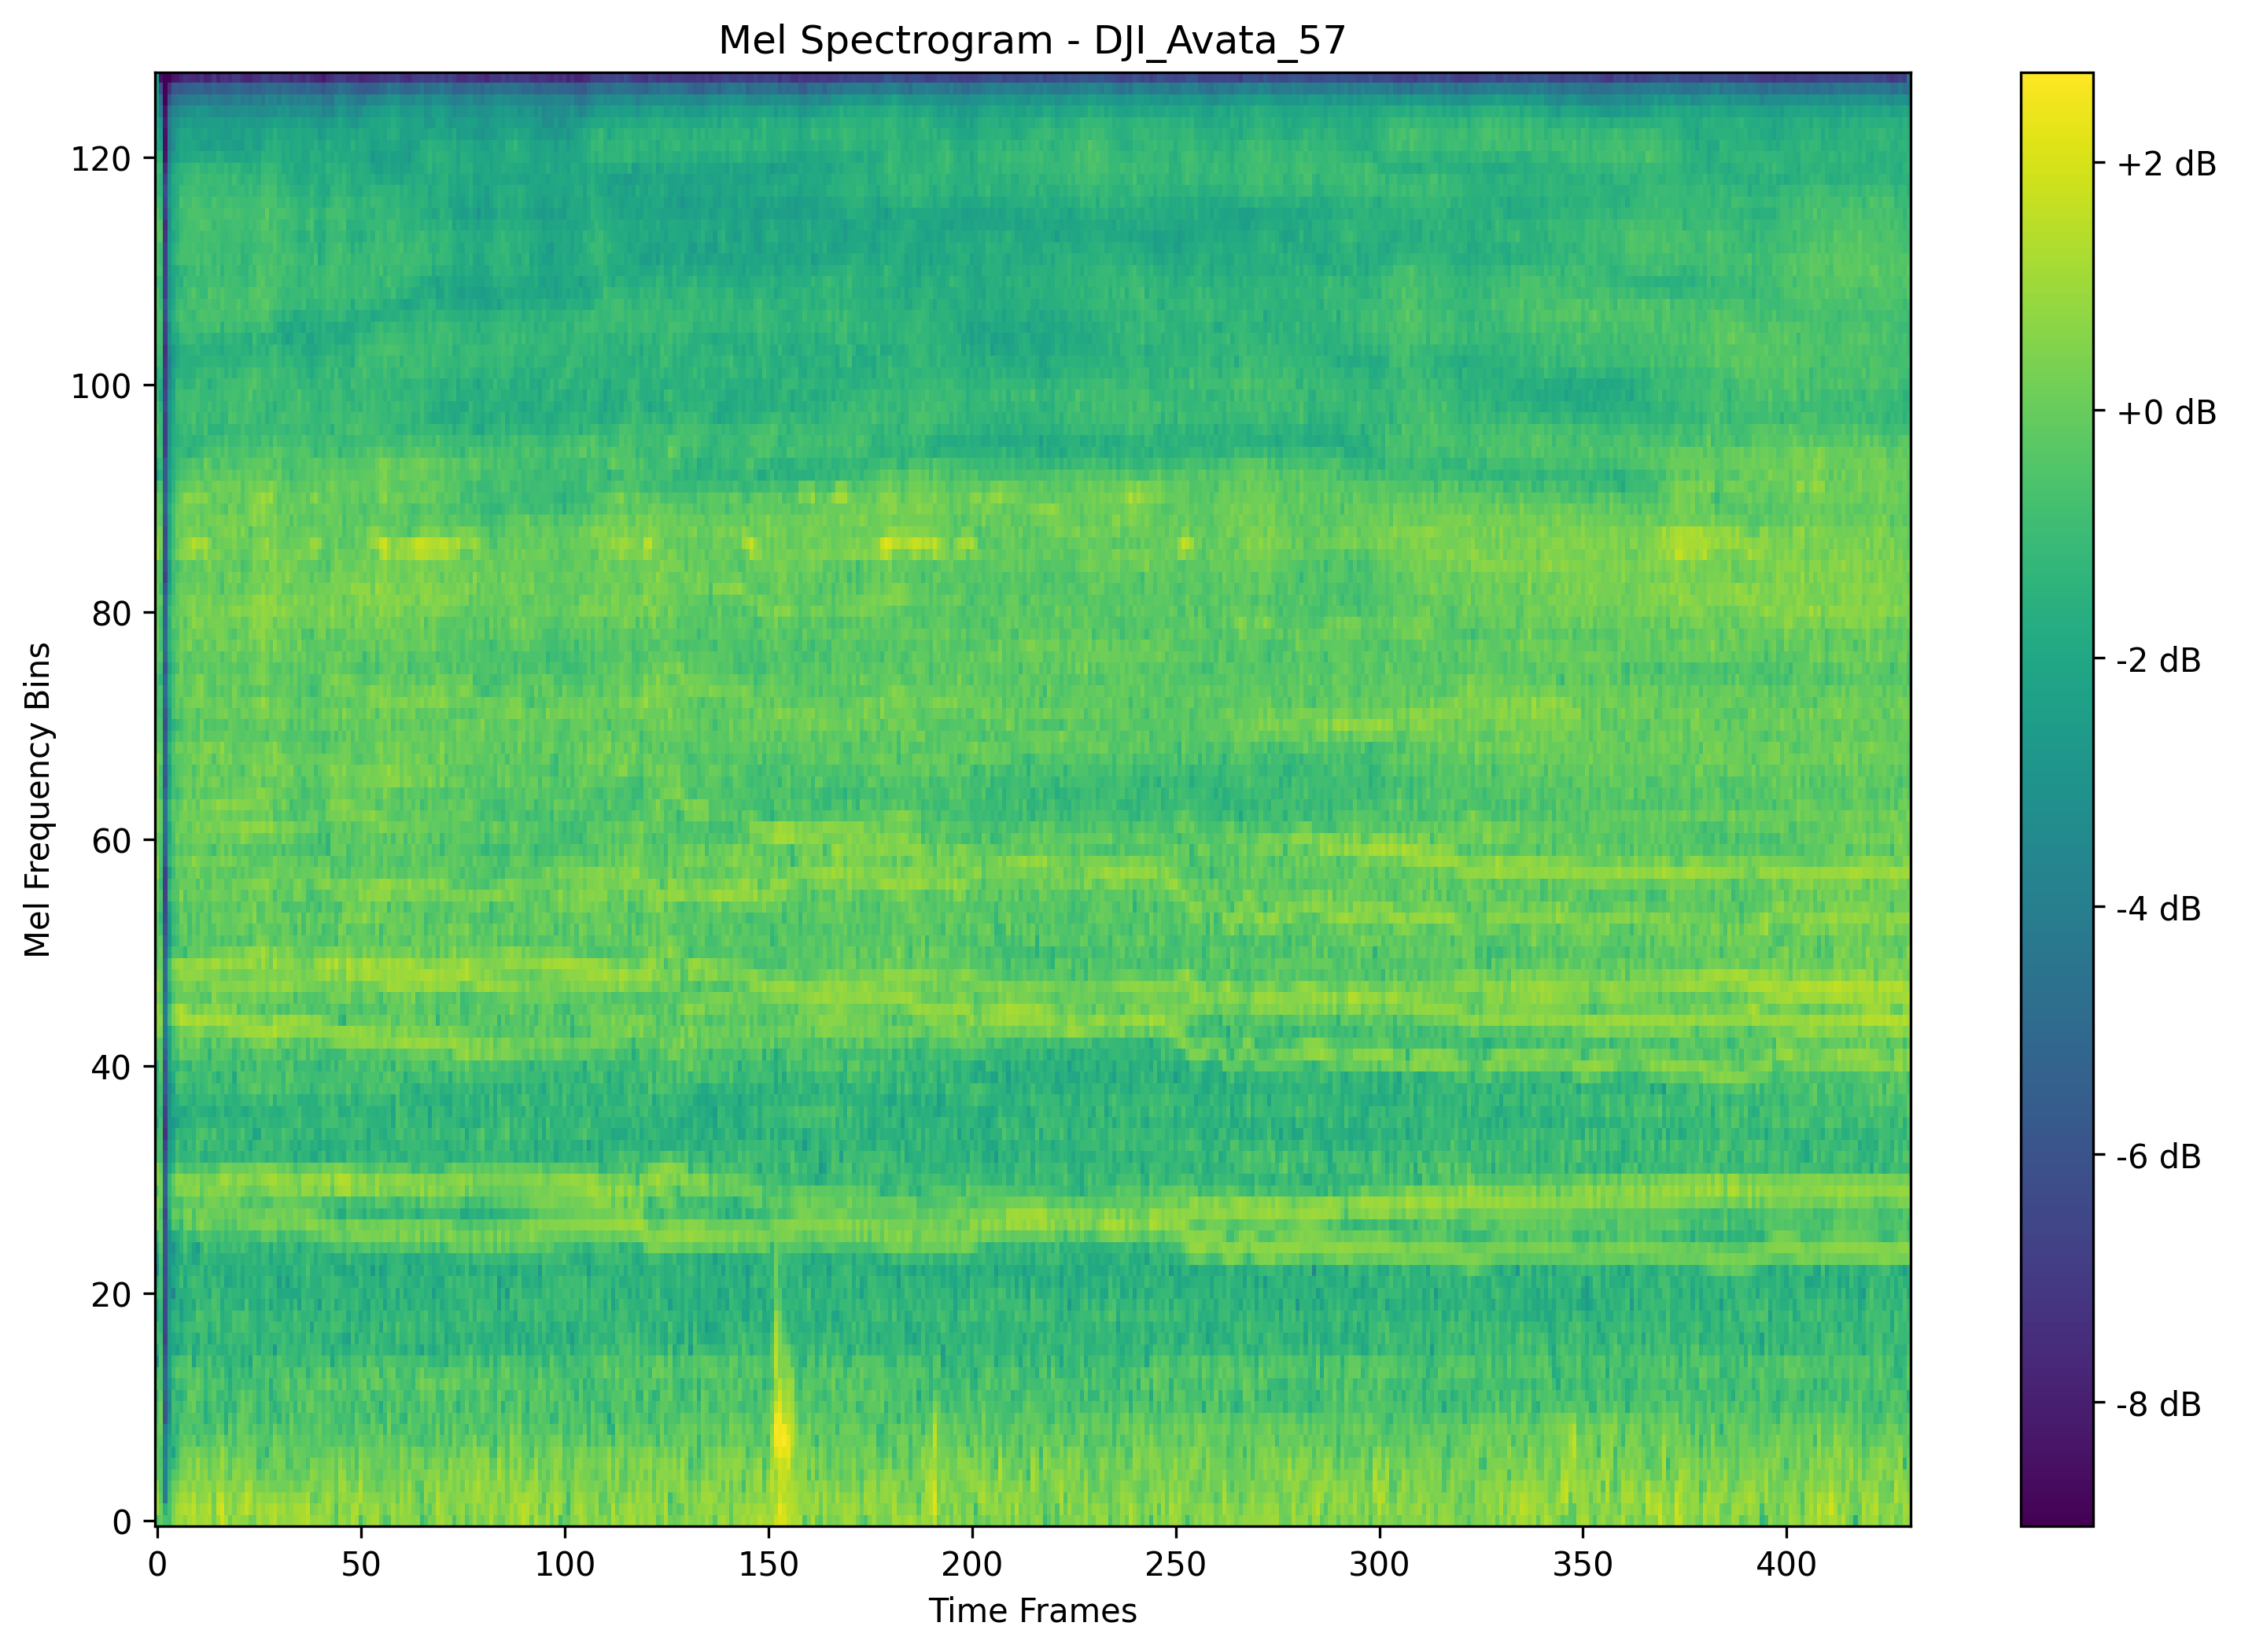 Mel Spectrogram - DJI_Avata_57
120
100
80
60
40
20
0
Mel Frequency Bins
0 50 100 150 200 250 300 350 400
Time Frames
+2 dB
+0 dB
-2 dB
-4 dB
-6 dB
-8 dB